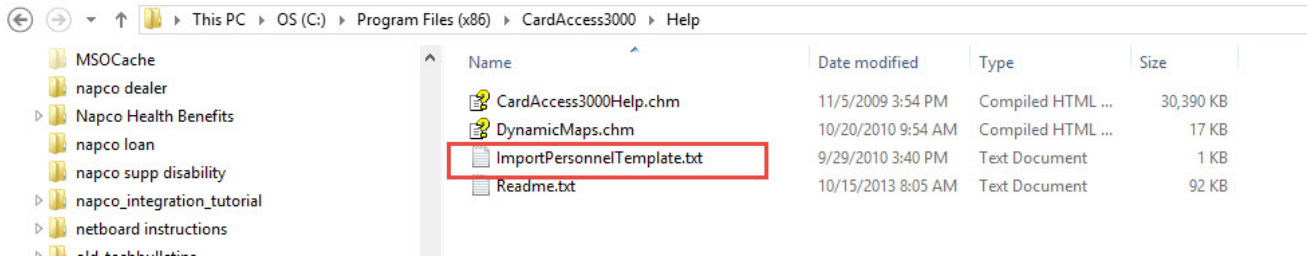 This PC OS (C:) Program Files (x86) CardAccess3000 Help
MSOCache
napco dealer
Napco Health Benefits
napco loan
napco supp disability
napco_integration_tutorial
netboard instructions
Name Date modified Type Size
CardAccess3000Help.chm 11/5/2009 3:54 PM Compiled HTML ... 30,390 KB
DynamicMaps.chm 10/20/2010 9:54 AM Compiled HTML ... 17 KB
ImportPersonnelTemplate.txt 9/29/2010 3:40 PM Text Document 1 KB
Readme.txt 10/15/2013 8:05 AM Text Document 92 KB